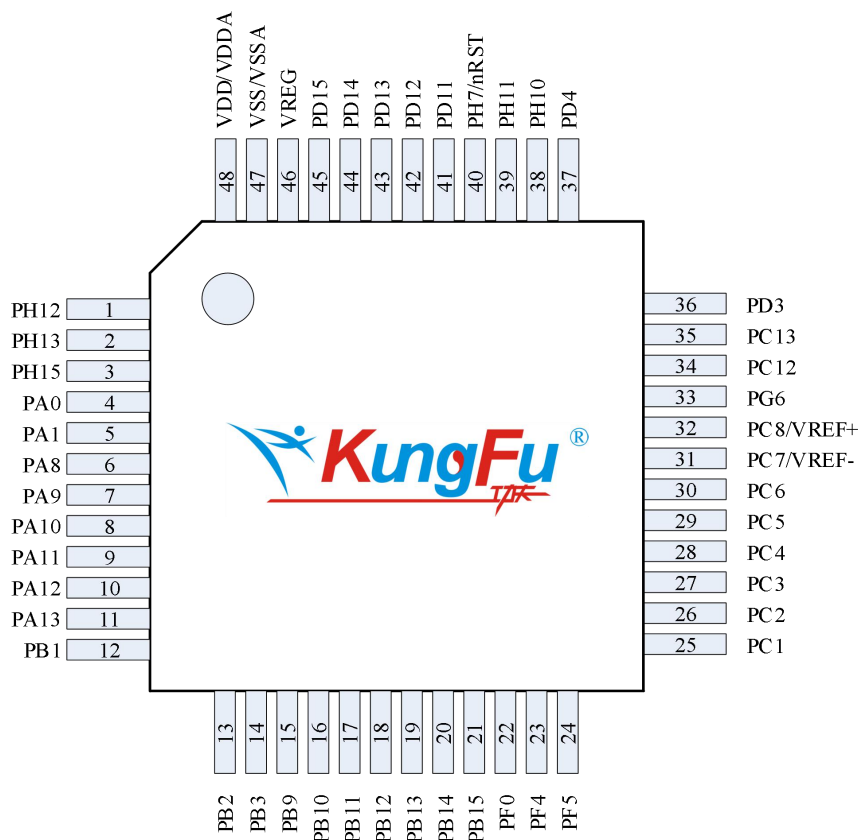 VDD/VDDA
VSS/VSSA
VREG
PD15
PD14
PD13
PD12
PD11
PH7/nRST
PH11
PH10
PD4
48
47
46
45
44
43
42
41
40
39
38
37
PH12 1
PH13 2
PH15 3
PA0 4
PA1 5
PA8 6
PA9 7
PA10 8
PA11 9
PA12 10
PA13 11
PB1 12
KungFu ®
功夫
36 PD3
35 PC13
34 PC12
33 PG6
32 PC8/VREF+
31 PC7/VREF-
30 PC6
29 PC5
28 PC4
27 PC3
26 PC2
25 PC1
13
14
15
16
17
18
19
20
21
22
23
24
PB2
PB3
PB9
PB10
PB11
PB12
PB13
PB14
PB15
PF0
PF4
PF5